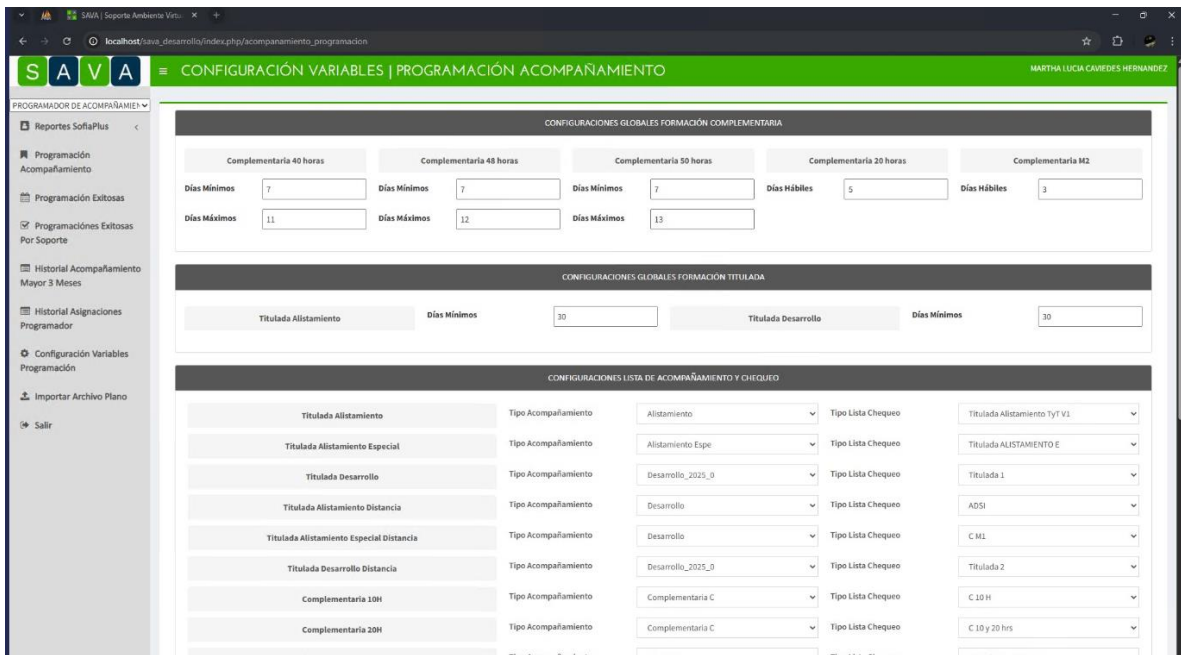 SAVA | Soporte Ambiente Virtu
localhost/sava_desarrollo/index.php/acompanamiento_programacion
SAVA
CONFIGURACIÓN VARIABLES | PROGRAMACIÓN ACOMPAÑAMIENTO
MARTHA LUCIA CAVIEDES HERNANDEZ
PROGRAMADOR DE ACOMPAÑAMIEN
Reportes SofiaPlus
Programación
Acompañamiento
Programación Exitosas
Programaciónes Exitosas
Por Soporte
Historial Acompañamiento
Mayor 3 Meses
Historial Asignaciones
Programador
Configuración Variables
Programación
Importar Archivo Plano
Salir
CONFIGURACIONES GLOBALES FORMACIÓN COMPLEMENTARIA
Complementaria 40 horas Complementaria 48 horas Complementaria 50 horas Complementaria 20 horas Complementaria M2
Días Mínimos 7 Días Mínimos 7 Días Mínimos 7 Días Hábiles 5 Días Hábiles 3
Días Máximos 11 Días Máximos 12 Días Máximos 13
CONFIGURACIONES GLOBALES FORMACIÓN TITULADA
Titulada Alistamiento Días Mínimos 30 Titulada Desarrollo Días Mínimos 30
CONFIGURACIONES LISTA DE ACOMPAÑAMIENTO Y CHEQUEO
Titulada Alistamiento Tipo Acompañamiento Alistamiento Tipo Lista Chequeo Titulada Alistamiento TyT V1
Titulada Alistamiento Especial Tipo Acompañamiento Alistamiento Espe Tipo Lista Chequeo Titulada ALISTAMIENTO E
Titulada Desarrollo Tipo Acompañamiento Desarrollo_2025_0 Tipo Lista Chequeo Titulada 1
Titulada Alistamiento Distancia Tipo Acompañamiento Desarrollo Tipo Lista Chequeo ADSI
Titulada Alistamiento Especial Distancia Tipo Acompañamiento Desarrollo Tipo Lista Chequeo C M1
Titulada Desarrollo Distancia Tipo Acompañamiento Desarrollo_2025_0 Tipo Lista Chequeo Titulada 2
Complementaria 10H Tipo Acompañamiento Complementaria C Tipo Lista Chequeo C 10 H
Complementaria 20H Tipo Acompañamiento Complementaria C Tipo Lista Chequeo C 10 y 20 hrs